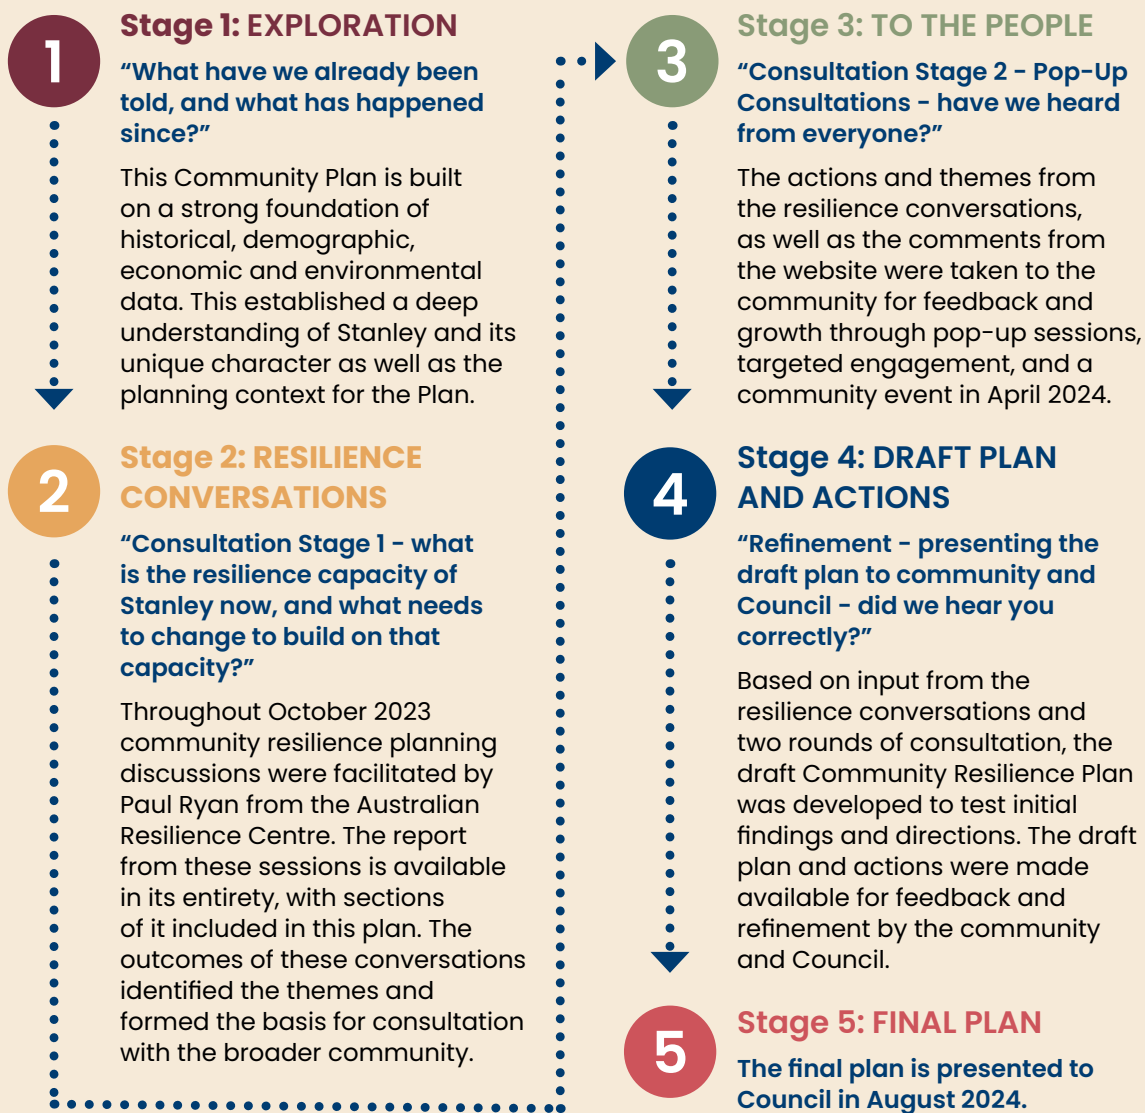 1
Stage 1: EXPLORATION
“What have we already been
told, and what has happened
since?”
This Community Plan is built
on a strong foundation of
historical, demographic,
economic and environmental
data. This established a deep
understanding of Stanley and its
unique character as well as the
planning context for the Plan.
2
Stage 2: RESILIENCE
CONVERSATIONS
“Consultation Stage 1 - what
is the resilience capacity of
Stanley now, and what needs
to change to build on that
capacity?”
Throughout October 2023
community resilience planning
discussions were facilitated by
Paul Ryan from the Australian
Resilience Centre. The report
from these sessions is available
in its entirety, with sections
of it included in this plan. The
outcomes of these conversations
identified the themes and
formed the basis for consultation
with the broader community.
3
Stage 3: TO THE PEOPLE
“Consultation Stage 2 - Pop-Up
Consultations - have we heard
from everyone?”
The actions and themes from
the resilience conversations,
as well as the comments from
the website were taken to the
community for feedback and
growth through pop-up sessions,
targeted engagement, and a
community event in April 2024.
4
Stage 4: DRAFT PLAN
AND ACTIONS
“Refinement - presenting the
draft plan to community and
Council - did we hear you
correctly?”
Based on input from the
resilience conversations and
two rounds of consultation, the
draft Community Resilience Plan
was developed to test initial
findings and directions. The draft
plan and actions were made
available for feedback and
refinement by the community
and Council.
5
Stage 5: FINAL PLAN
The final plan is presented to
Council in August 2024.